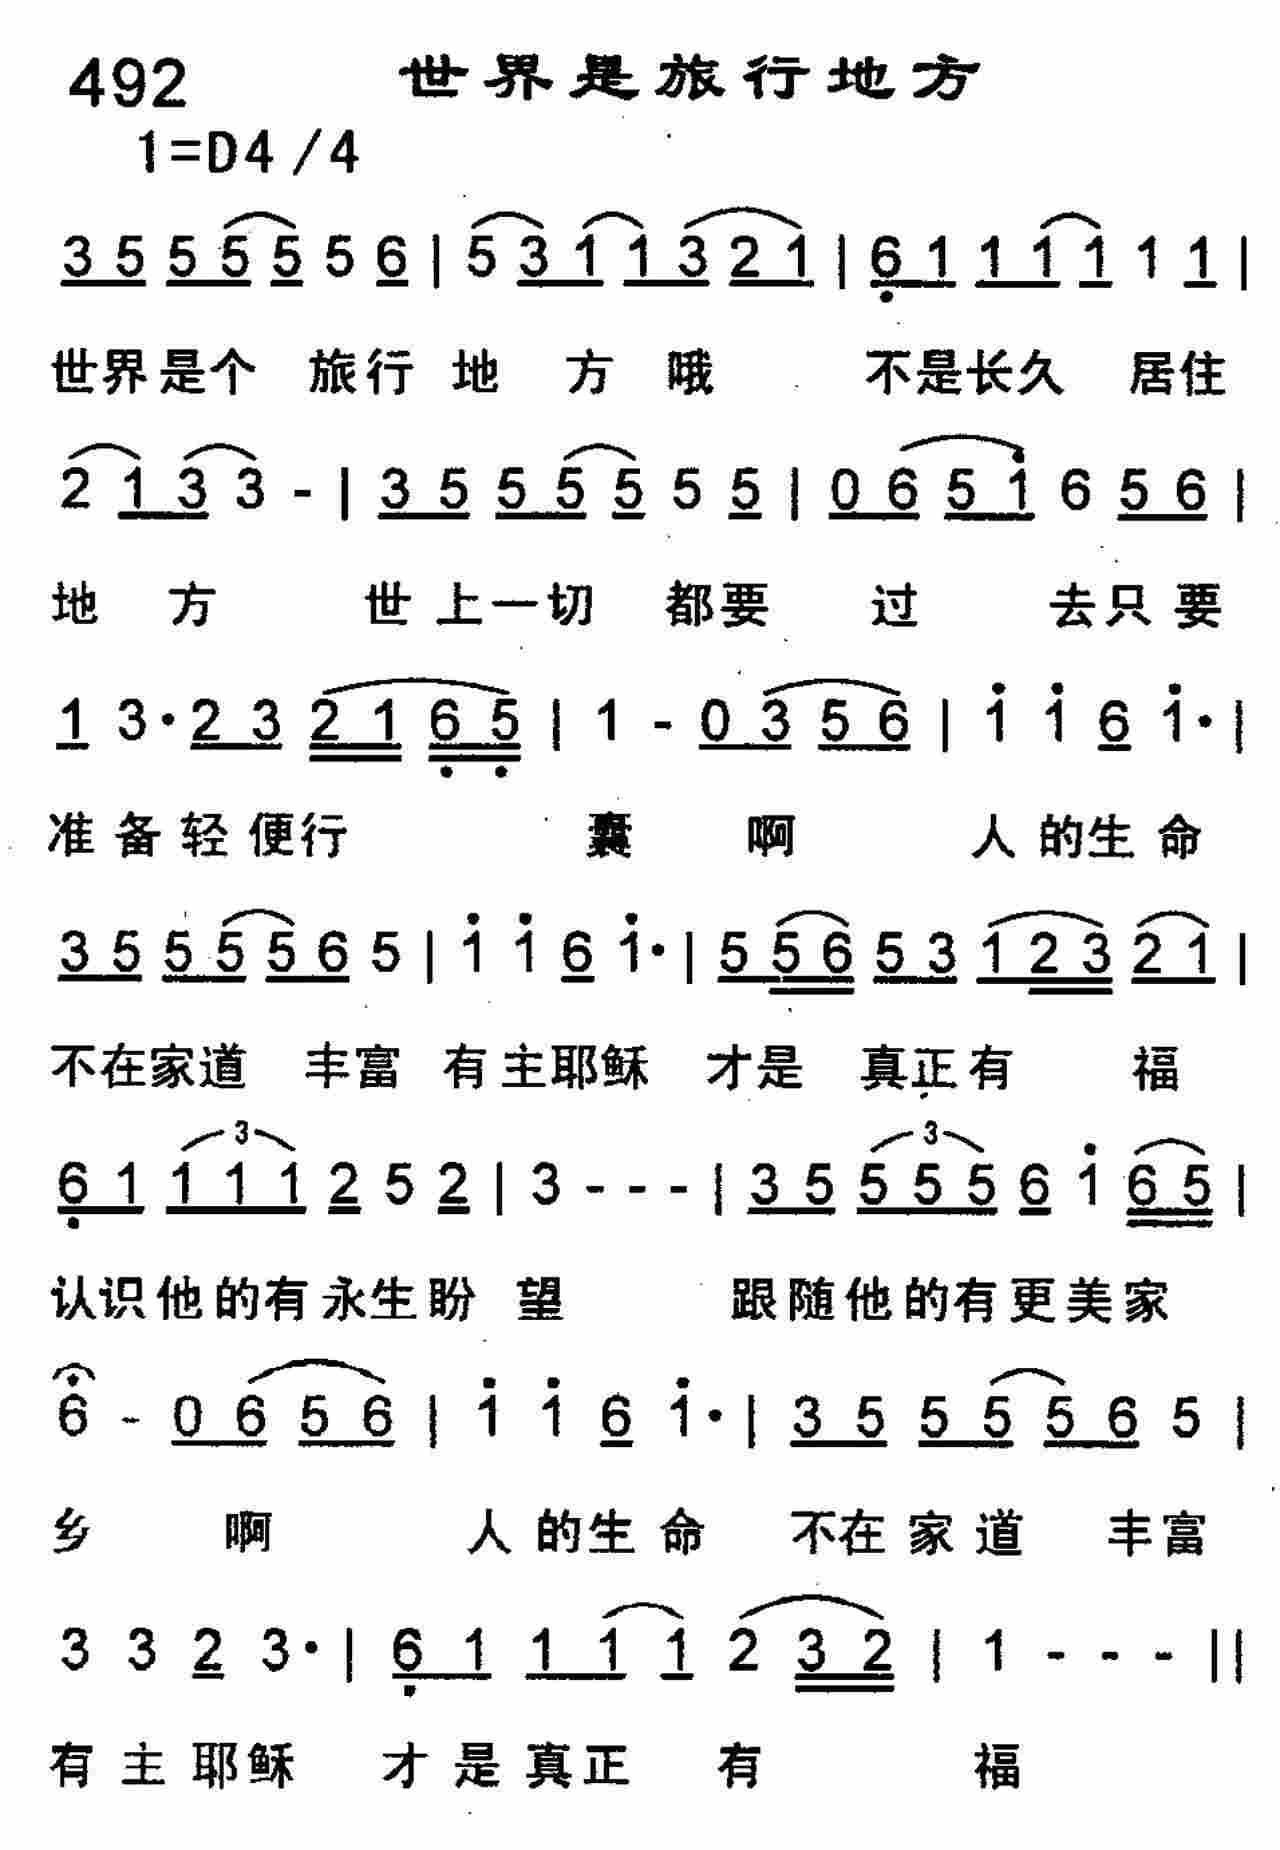 492 世界是旅行地方
1=D4/4
3 5 5 5 5 5 6 | 5 3 1 1 3 2 1 | 6 1 1 1 1 1 1 |
世界是个 旅行 地 方 哦 不是长久 居住
2 1 3 3 - | 3 5 5 5 5 5 5 | 0 6 5 1 6 5 6 |
地 方 世上一切 都要 过 去只要
1 3· 2 3 2 1 6 5 | 1 - 0 3 5 6 | 1 1 6 1· |
准备轻便行 囊 啊 人的生命
3 5 5 5 5 6 5 | 1 1 6 1· | 5 5 6 5 3 1 2 3 2 1 |
不在家道 丰富 有主耶稣 才是 真正有 福
3 3
6 1 1 1 1 2 5 2 | 3 - - - | 3 5 5 5 5 6 1 6 5 |
认识他的有永生盼 望 跟随他的有更美家
6 - 0 6 5 6 | 1 1 6 1· | 3 5 5 5 5 6 5 |
乡 啊 人的生命 不在家道 丰富
3 3 2 3· | 6 1 1 1 1 2 3 2 | 1 - - - ||
有主耶稣 才是真正 有 福